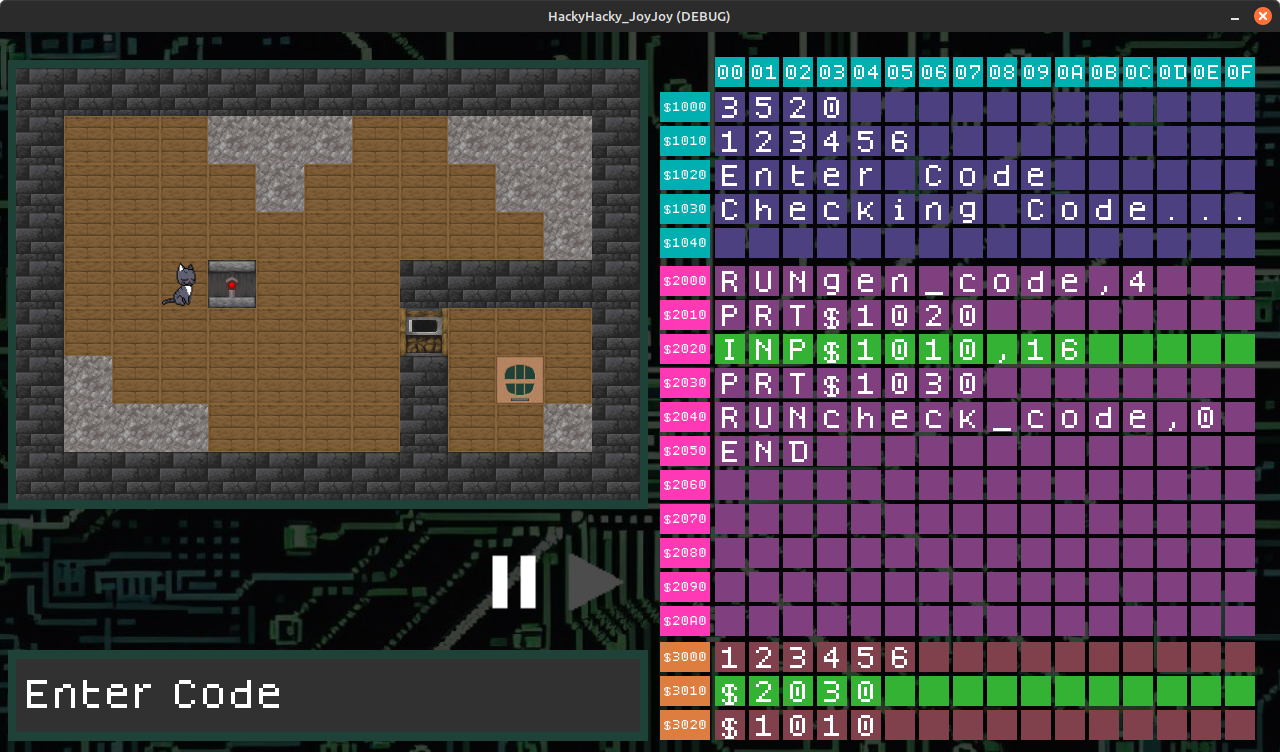 HackyHacky_JoyJoy (DEBUG)
00 01 02 03 04 05 06 07 08 09 0A 0B 0C 0D 0E 0F
$1000 3520
$1010 123456
$1020 Enter Code
$1030 Checking Code...
$1040
$2000 RUNgen_code,4
$2010 PRT$1020
$2020 INP$1010,16
$2030 PRT$1030
$2040 RUNcheck_code,0
$2050 END
$2060
$2070
$2080
$2090
$20A0
$3000 123456
$3010 $2030
$3020 $1010
Enter Code